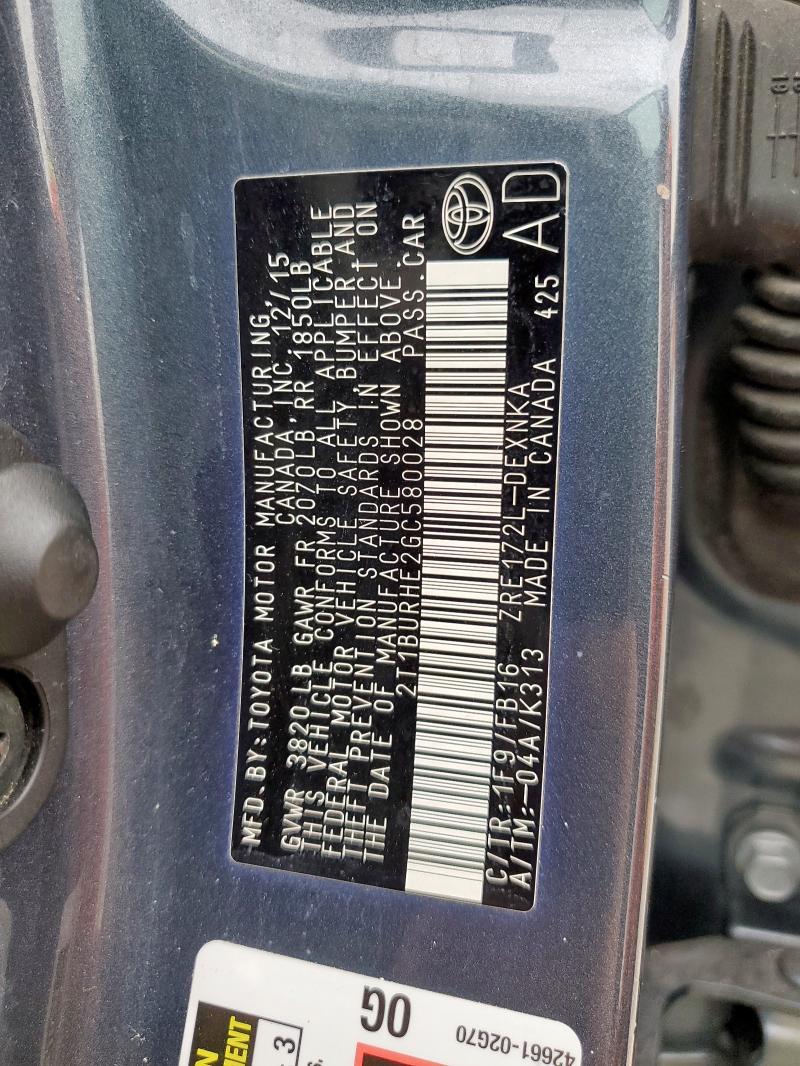 MFD.BY:TOYOTA MOTOR MANUFACTURING,
CANADA, INC. 12/15
GVWR 3820 LB GAWR FR 2070LB RR 1850LB
THIS VEHICLE CONFORMS TO ALL APPLICABLE
FEDERAL MOTOR VEHICLE SAFETY, BUMPER, AND
THEFT PREVENTION STANDARDS IN EFFECT ON
THE DATE OF MANUFACTURE SHOWN ABOVE.
2T1BURHE2GC580028 PASS.CAR
C/TR:1F9/FB16 ZRE172L-DEXNKA
A/TM:-04A/K313 MADE IN CANADA 425
AD
0G
42661-02G70